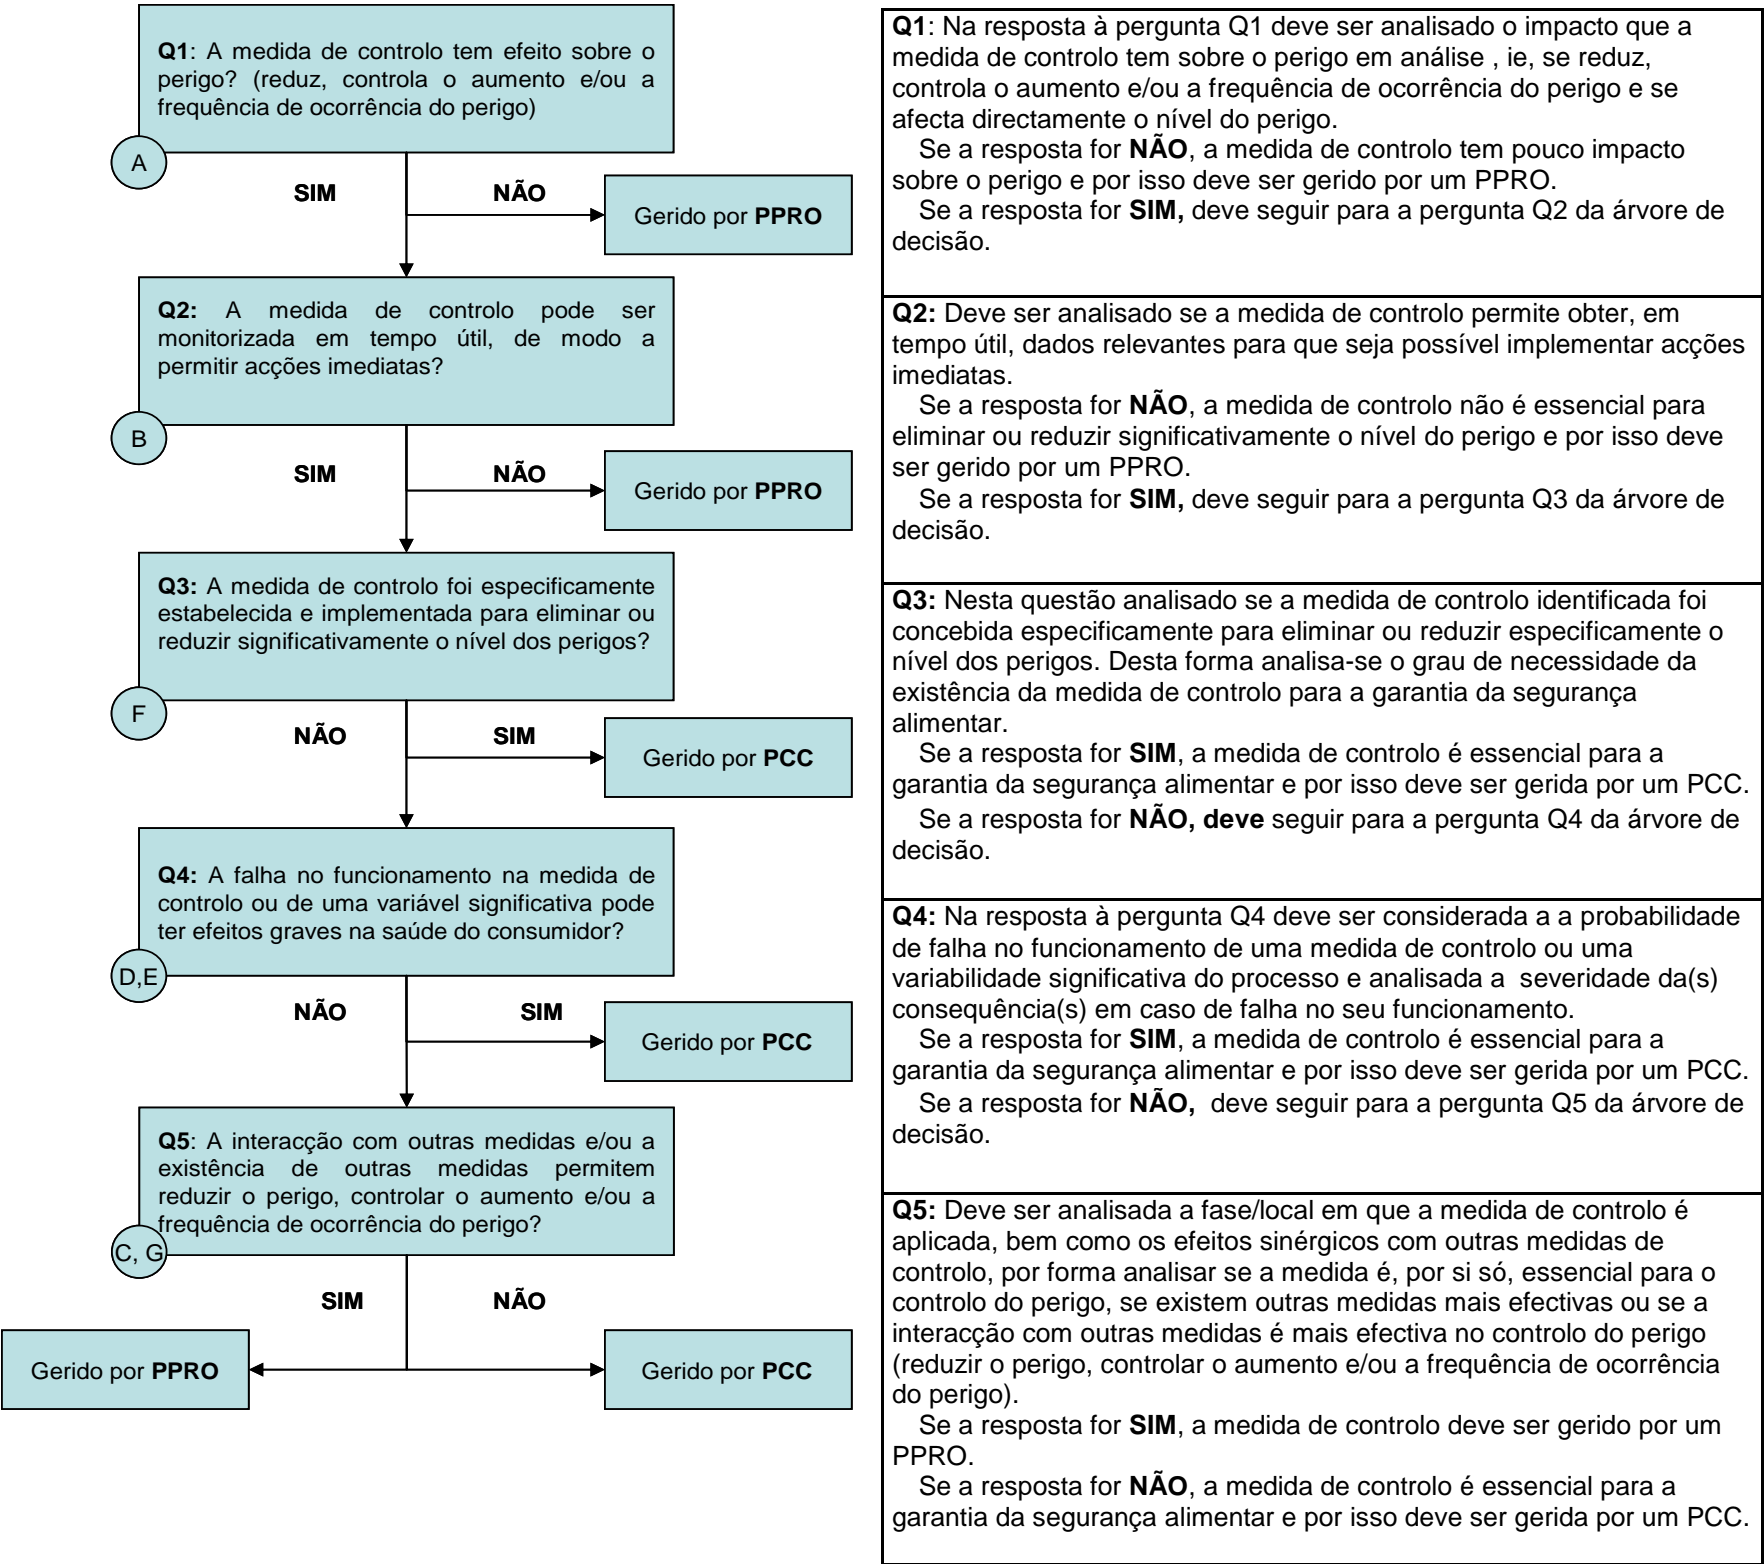 Q1: A medida de controlo tem efeito sobre o
perigo? (reduz, controla o aumento e/ou a
frequência de ocorrência do perigo)
A
SIM
NÃO
Gerido por PPRO
Q2: A medida de controlo pode ser
monitorizada em tempo útil, de modo a
permitir acções imediatas?
B
SIM
NÃO
Gerido por PPRO
Q3: A medida de controlo foi especificamente
estabelecida e implementada para eliminar ou
reduzir significativamente o nível dos perigos?
F
NÃO
SIM
Gerido por PCC
Q4: A falha no funcionamento na medida de
controlo ou de uma variável significativa pode
ter efeitos graves na saúde do consumidor?
D,E
NÃO
SIM
Gerido por PCC
Q5: A interacção com outras medidas e/ou a
existência de outras medidas permitem
reduzir o perigo, controlar o aumento e/ou a
frequência de ocorrência do perigo?
C, G
SIM
NÃO
Gerido por PPRO
Gerido por PCC
Q1: Na resposta à pergunta Q1 deve ser analisado o impacto que a
medida de controlo tem sobre o perigo em análise , ie, se reduz,
controla o aumento e/ou a frequência de ocorrência do perigo e se
afecta directamente o nível do perigo.
Se a resposta for NÃO, a medida de controlo tem pouco impacto
sobre o perigo e por isso deve ser gerido por um PPRO.
Se a resposta for SIM, deve seguir para a pergunta Q2 da árvore de
decisão.
Q2: Deve ser analisado se a medida de controlo permite obter, em
tempo útil, dados relevantes para que seja possível implementar acções
imediatas.
Se a resposta for NÃO, a medida de controlo não é essencial para
eliminar ou reduzir significativamente o nível do perigo e por isso deve
ser gerido por um PPRO.
Se a resposta for SIM, deve seguir para a pergunta Q3 da árvore de
decisão.
Q3: Nesta questão analisado se a medida de controlo identificada foi
concebida especificamente para eliminar ou reduzir especificamente o
nível dos perigos. Desta forma analisa-se o grau de necessidade da
existência da medida de controlo para a garantia da segurança
alimentar.
Se a resposta for SIM, a medida de controlo é essencial para a
garantia da segurança alimentar e por isso deve ser gerida por um PCC.
Se a resposta for NÃO, deve seguir para a pergunta Q4 da árvore de
decisão.
Q4: Na resposta à pergunta Q4 deve ser considerada a a probabilidade
de falha no funcionamento de uma medida de controlo ou uma
variabilidade significativa do processo e analisada a severidade da(s)
consequência(s) em caso de falha no seu funcionamento.
Se a resposta for SIM, a medida de controlo é essencial para a
garantia da segurança alimentar e por isso deve ser gerida por um PCC.
Se a resposta for NÃO, deve seguir para a pergunta Q5 da árvore de
decisão.
Q5: Deve ser analisada a fase/local em que a medida de controlo é
aplicada, bem como os efeitos sinérgicos com outras medidas de
controlo, por forma analisar se a medida é, por si só, essencial para o
controlo do perigo, se existem outras medidas mais efectivas ou se a
interacção com outras medidas é mais efectiva no controlo do perigo
(reduzir o perigo, controlar o aumento e/ou a frequência de ocorrência
do perigo).
Se a resposta for SIM, a medida de controlo deve ser gerido por um
PPRO.
Se a resposta for NÃO, a medida de controlo é essencial para a
garantia da segurança alimentar e por isso deve ser gerida por um PCC.